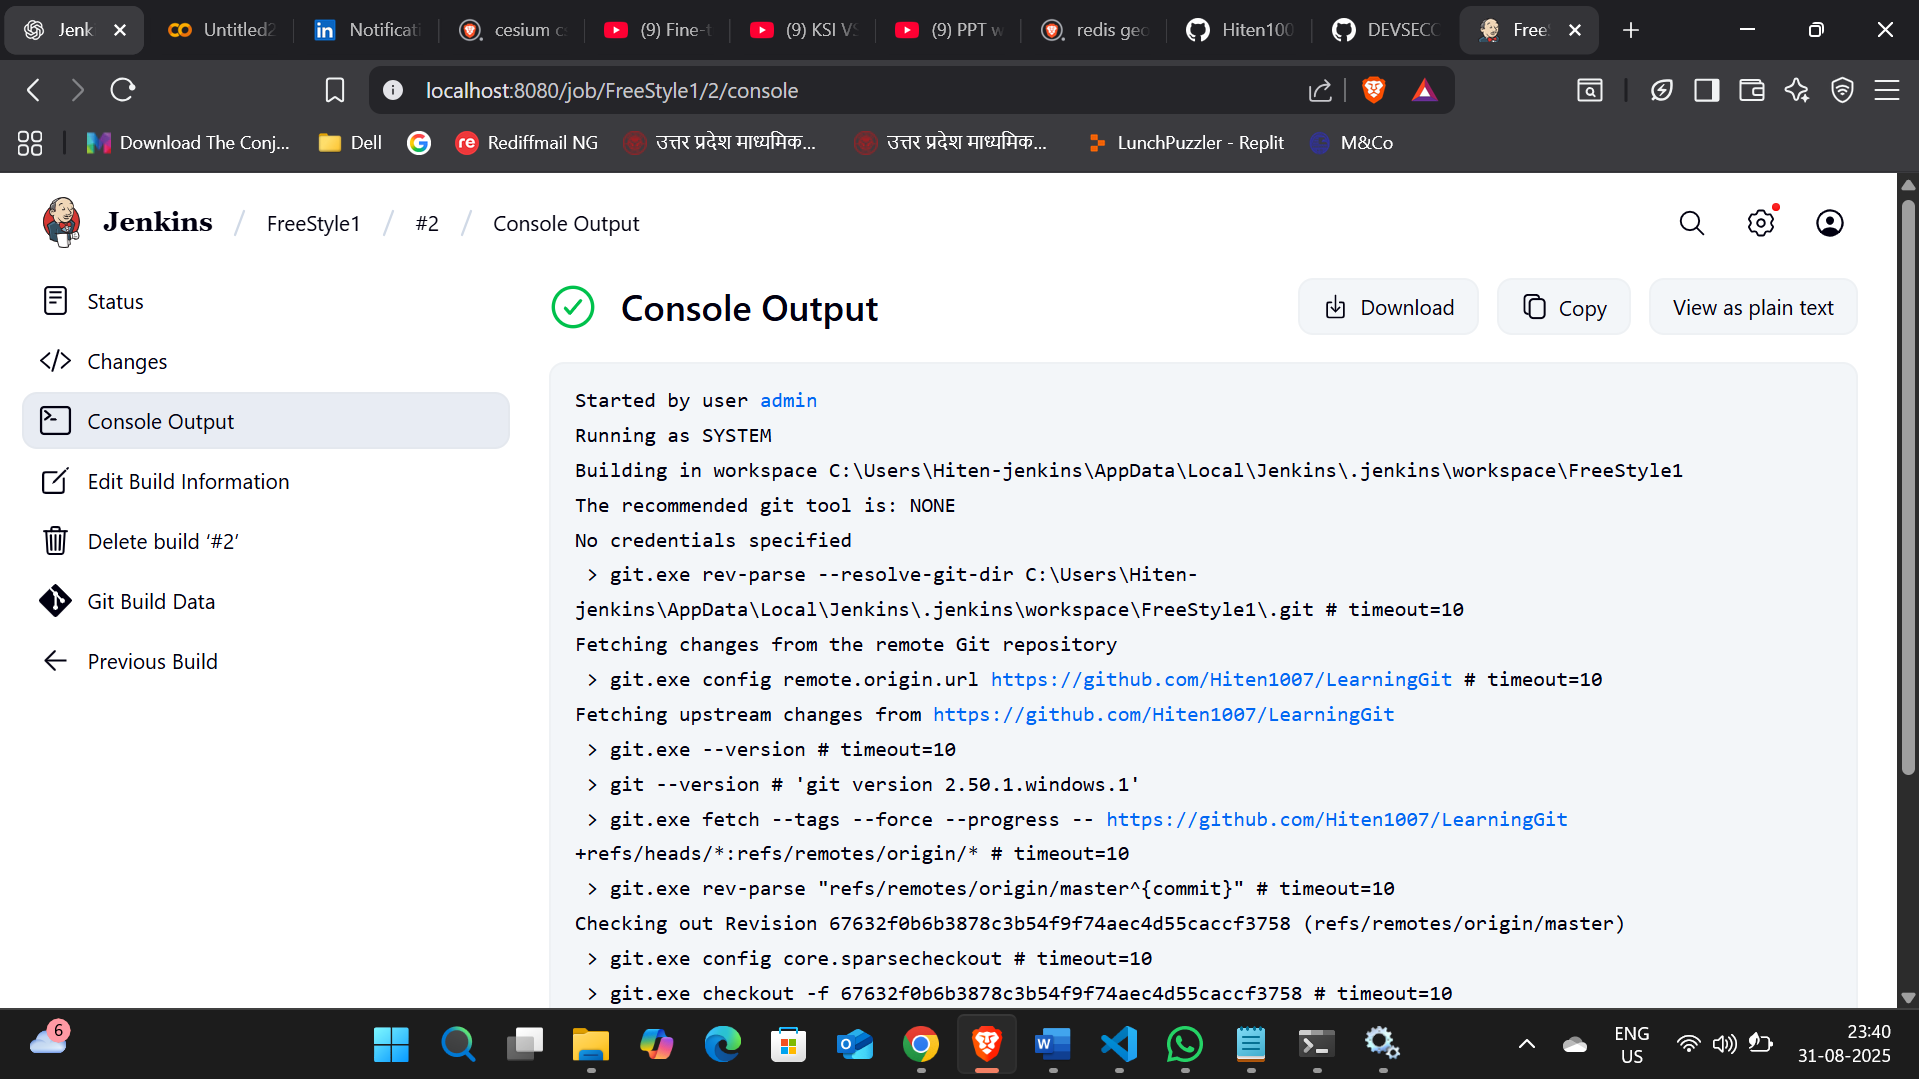 Jenk
Untitled2
Notificati
cesium cs
(9) Fine-t
(9) KSI VS
(9) PPT w
redis geo
Hiten100
DEVSECO
Free
localhost:8080/job/FreeStyle1/2/console
Download The Conj...
Dell
re
Rediffmail NG
उत्तर प्रदेश माध्यमिक...
उत्तर प्रदेश माध्यमिक...
LunchPuzzler - Replit
M&Co
Jenkins / FreeStyle1 / #2 / Console Output
Status
Changes
Console Output
Edit Build Information
Delete build ‘#2’
Git Build Data
Previous Build
Console Output
Download
Copy
View as plain text
Started by user admin
Running as SYSTEM
Building in workspace C:\Users\Hiten-jenkins\AppData\Local\Jenkins\.jenkins\workspace\FreeStyle1
The recommended git tool is: NONE
No credentials specified
> git.exe rev-parse --resolve-git-dir C:\Users\Hiten-
jenkins\AppData\Local\Jenkins\.jenkins\workspace\FreeStyle1\.git # timeout=10
Fetching changes from the remote Git repository
> git.exe config remote.origin.url https://github.com/Hiten1007/LearningGit # timeout=10
Fetching upstream changes from https://github.com/Hiten1007/LearningGit
> git.exe --version # timeout=10
> git --version # 'git version 2.50.1.windows.1'
> git.exe fetch --tags --force --progress -- https://github.com/Hiten1007/LearningGit
+refs/heads/*:refs/remotes/origin/* # timeout=10
> git.exe rev-parse "refs/remotes/origin/master^{commit}" # timeout=10
Checking out Revision 67632f0b6b3878c3b54f9f74aec4d55caccf3758 (refs/remotes/origin/master)
> git.exe config core.sparsecheckout # timeout=10
> git.exe checkout -f 67632f0b6b3878c3b54f9f74aec4d55caccf3758 # timeout=10
6
ENG
US
23:40
31-08-2025